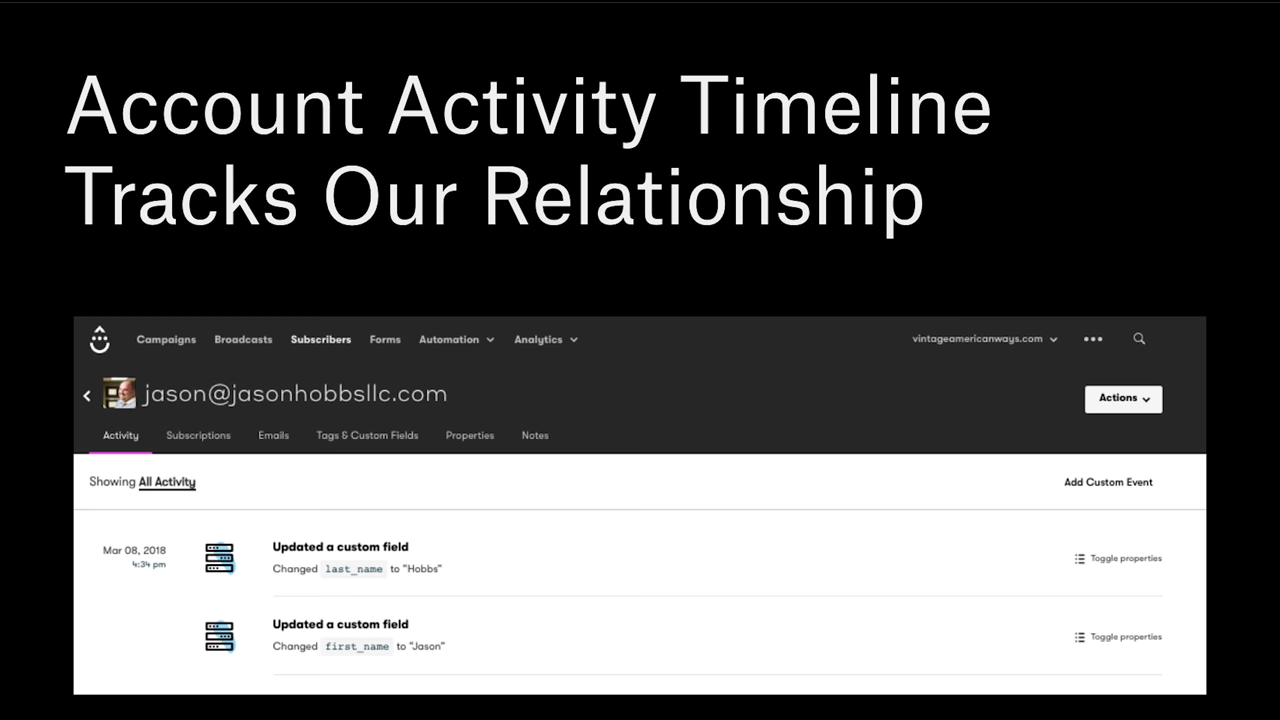 Account Activity Timeline
Tracks Our Relationship
Campaigns Broadcasts Subscribers Forms Automation Analytics vintageamericanways.com
jason@jasonhobbsllc.com
Actions
Activity Subscriptions Emails Tags & Custom Fields Properties Notes
Showing All Activity Add Custom Event
Mar 08, 2018 Updated a custom field
4:34 pm Changed last_name to "Hobbs" Toggle properties
Updated a custom field
Changed first_name to "Jason" Toggle properties